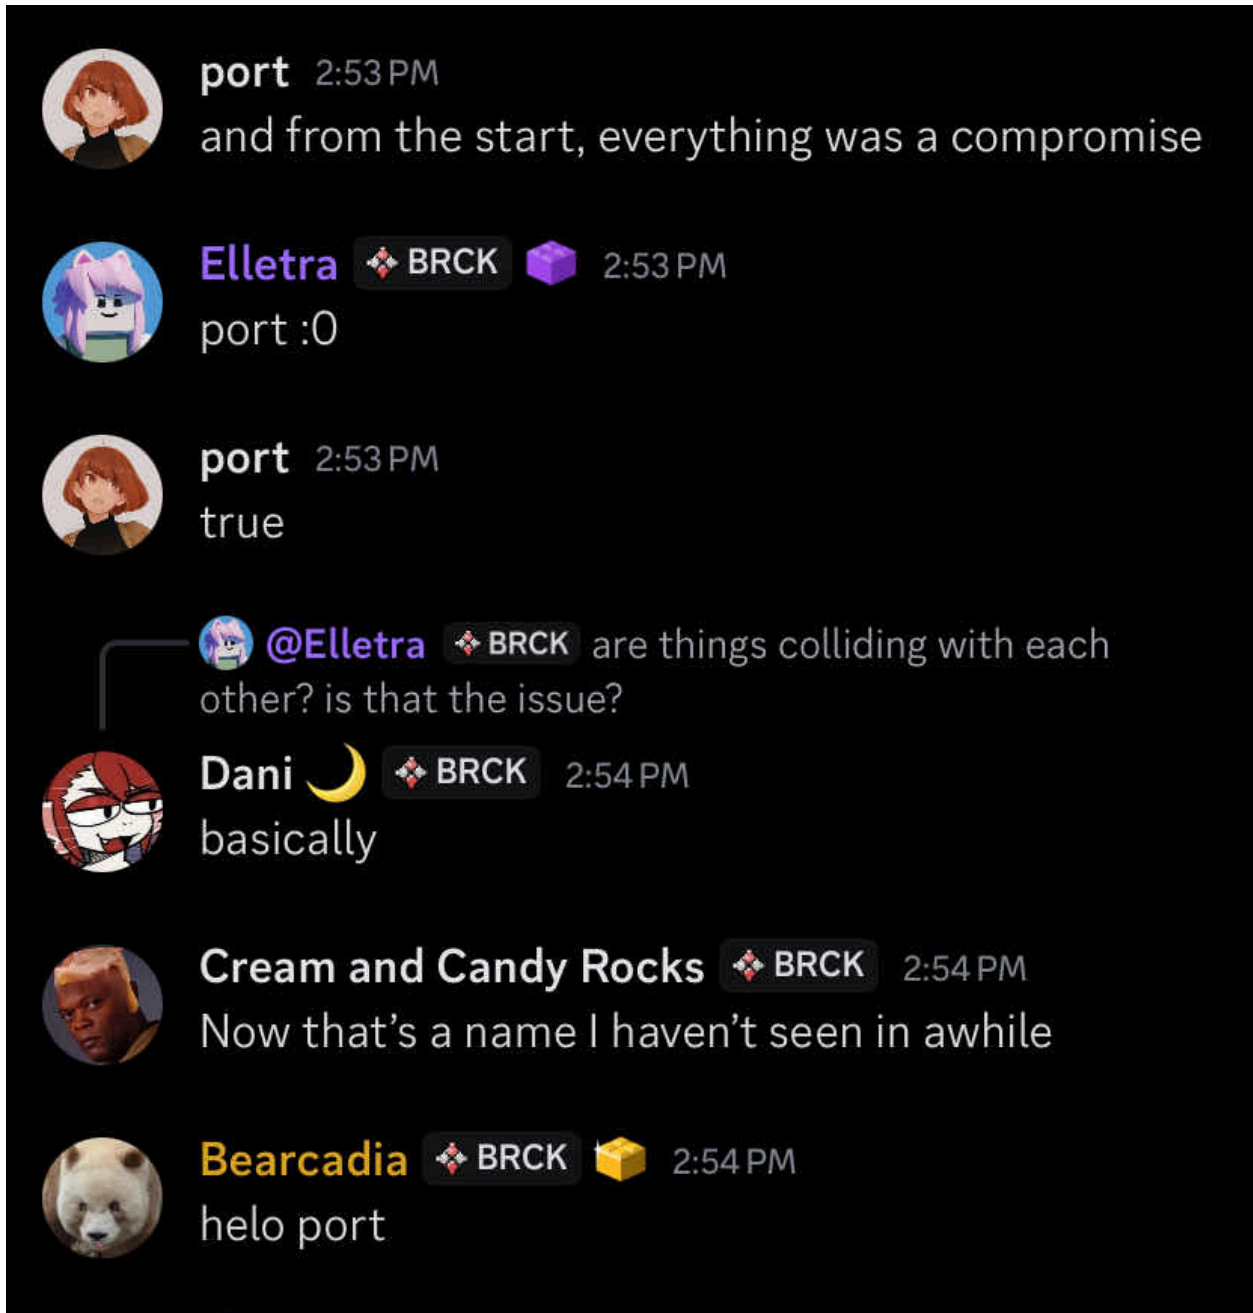 port 2:53 PM
and from the start, everything was a compromise
Elletra BRCK 2:53 PM
port :0
port 2:53 PM
true
@Elletra BRCK are things colliding with each
other? is that the issue?
Dani 🌙 BRCK 2:54 PM
basically
Cream and Candy Rocks BRCK 2:54 PM
Now that’s a name I haven’t seen in awhile
Bearcadia BRCK 2:54 PM
helo port